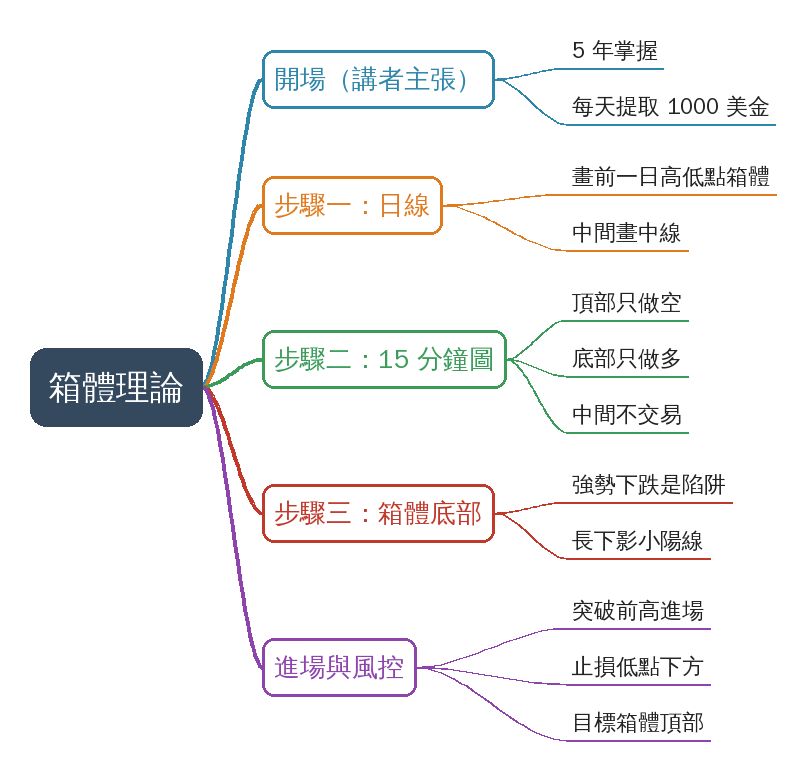 箱體理論
開場（講者主張）
5 年掌握
每天提取 1000 美金
步驟一：日線
畫前一日高低點箱體
中間畫中線
步驟二：15 分鐘圖
頂部只做空
底部只做多
中間不交易
步驟三：箱體底部
強勢下跌是陷阱
長下影小陽線
進場與風控
突破前高進場
止損低點下方
目標箱體頂部